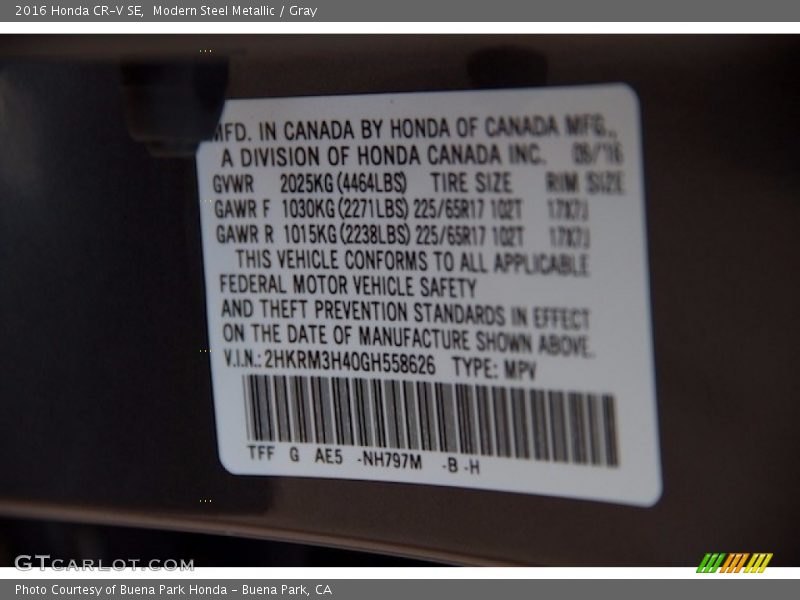 2016 Honda CR-V SE, Modern Steel Metallic / Gray
MFD. IN CANADA BY HONDA OF CANADA MFG.,
A DIVISION OF HONDA CANADA INC. 05/16
GVWR 2025KG (4464LBS) TIRE SIZE RIM SIZE
GAWR F 1030KG (2271LBS) 225/65R17 102T 17X7J
GAWR R 1015KG (2238LBS) 225/65R17 102T 17X7J
THIS VEHICLE CONFORMS TO ALL APPLICABLE
FEDERAL MOTOR VEHICLE SAFETY
AND THEFT PREVENTION STANDARDS IN EFFECT
ON THE DATE OF MANUFACTURE SHOWN ABOVE.
V.I.N.: 2HKRM3H40GH558626 TYPE: MPV
TFF G AE5 -NH797M -B -H
GTCARLOT.COM
Photo Courtesy of Buena Park Honda - Buena Park, CA